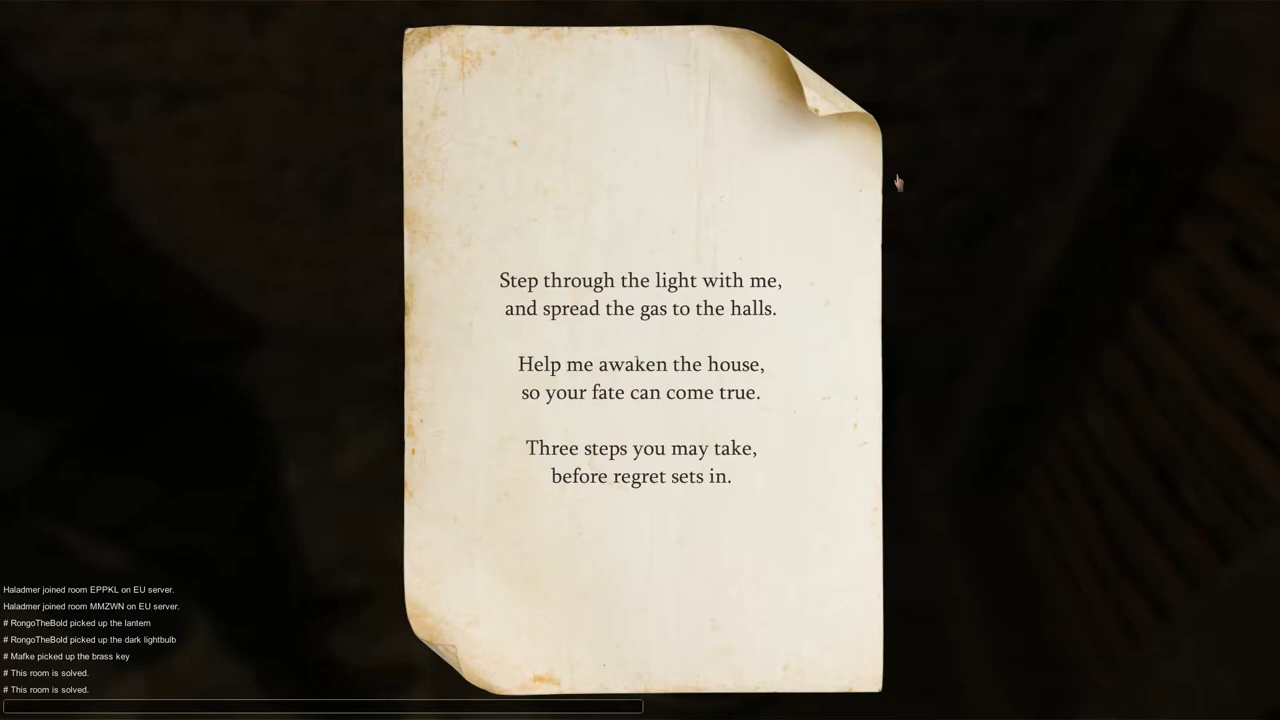 Step through the light with me,
and spread the gas to the halls.
Help me awaken the house,
so your fate can come true.
Three steps you may take,
before regret sets in.
Haladmer joined room EPPKL on EU server.
Haladmer joined room MMZWN on EU server.
# RongoTheBold picked up the lantern
# RongoTheBold picked up the dark lightbulb
# Mafke picked up the brass key
# This room is solved.
# This room is solved.